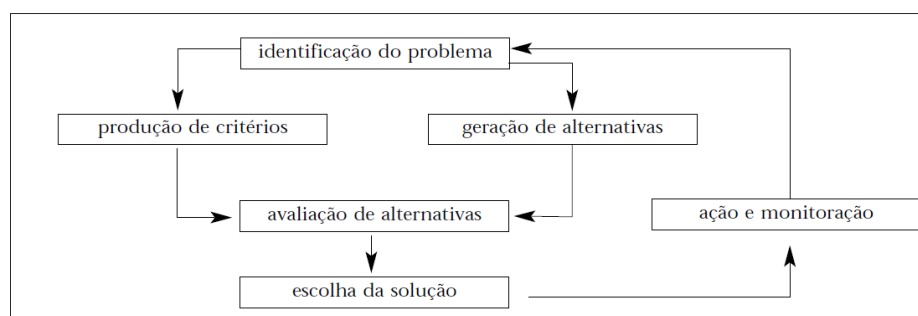 identificação do problema
produção de critérios
geração de alternativas
avaliação de alternativas
ação e monitoração
escolha da solução